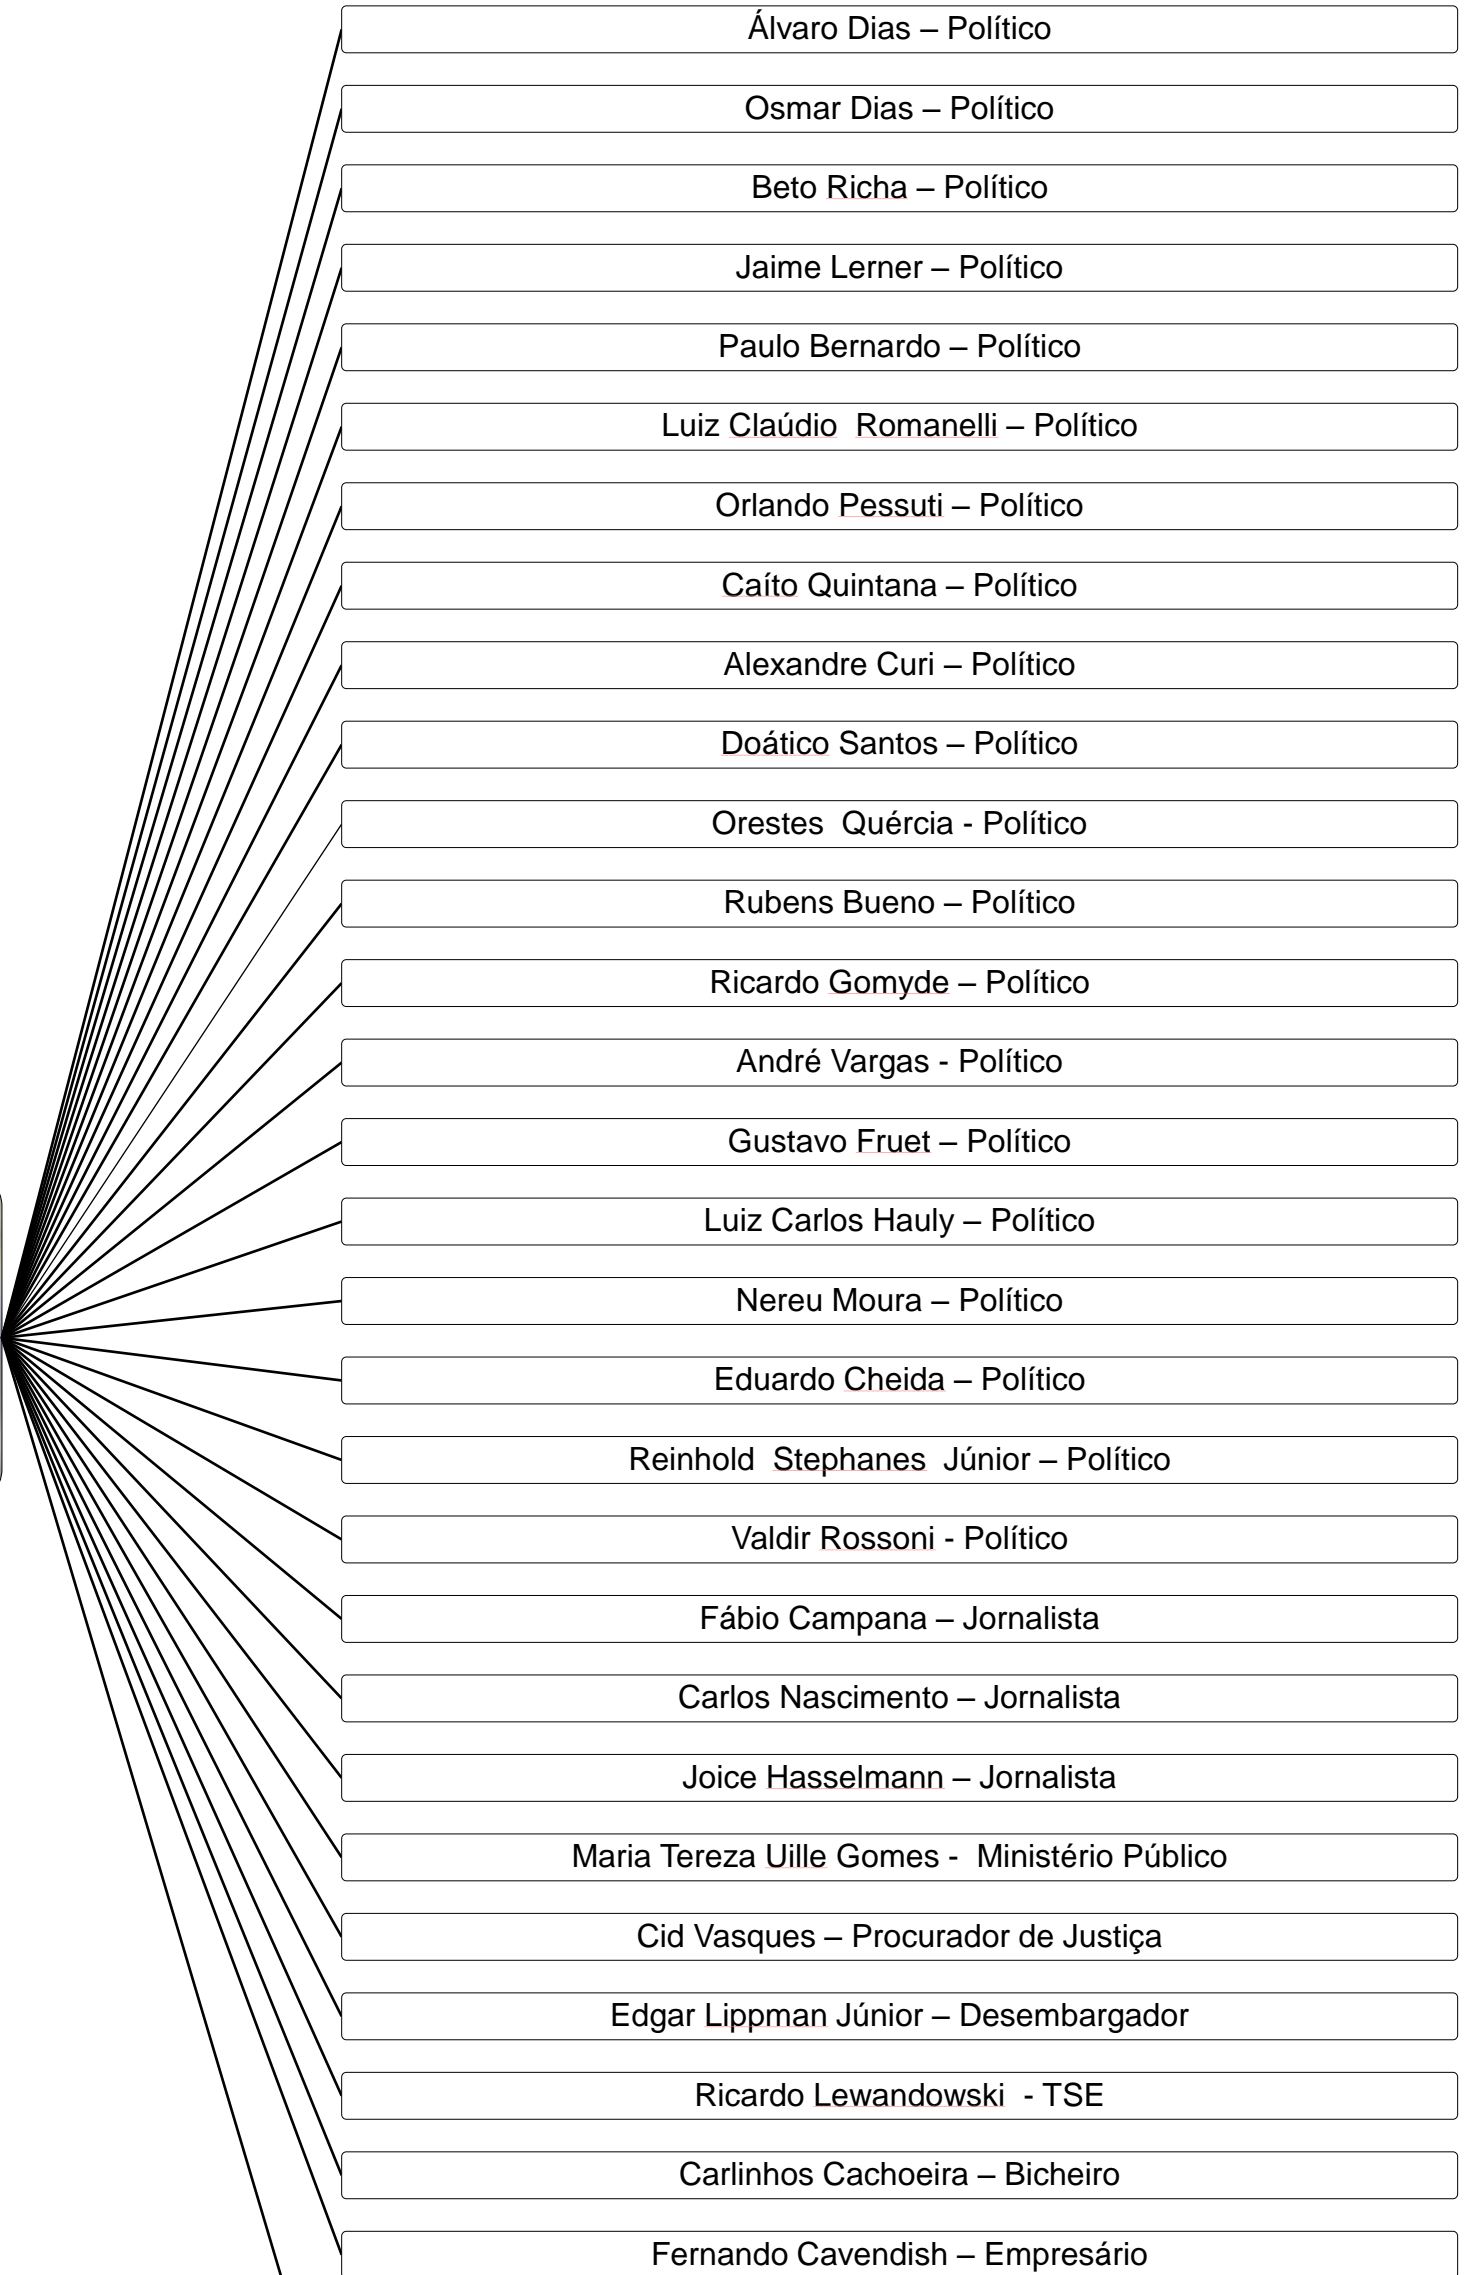 Álvaro Dias – Político
Osmar Dias – Político
Beto Richa – Político
Jaime Lerner – Político
Paulo Bernardo – Político
Luiz Claúdio  Romanelli – Político
Orlando Pessuti – Político
Caíto Quintana – Político
Alexandre Curi – Político
Doático Santos – Político
Orestes  Quércia - Político
Rubens Bueno – Político
Ricardo Gomyde – Político
André Vargas - Político
Gustavo Fruet – Político
Luiz Carlos Hauly – Político
Nereu Moura – Político
Eduardo Cheida – Político
Reinhold  Stephanes  Júnior – Político
Valdir Rossoni - Político
Fábio Campana – Jornalista
Carlos Nascimento – Jornalista
Joice Hasselmann – Jornalista
Maria Tereza Uille Gomes -  Ministério Público
Cid Vasques – Procurador de Justiça
Edgar Lippman Júnior – Desembargador
Ricardo Lewandowski  - TSE
Carlinhos Cachoeira – Bicheiro
Fernando Cavendish – Empresário